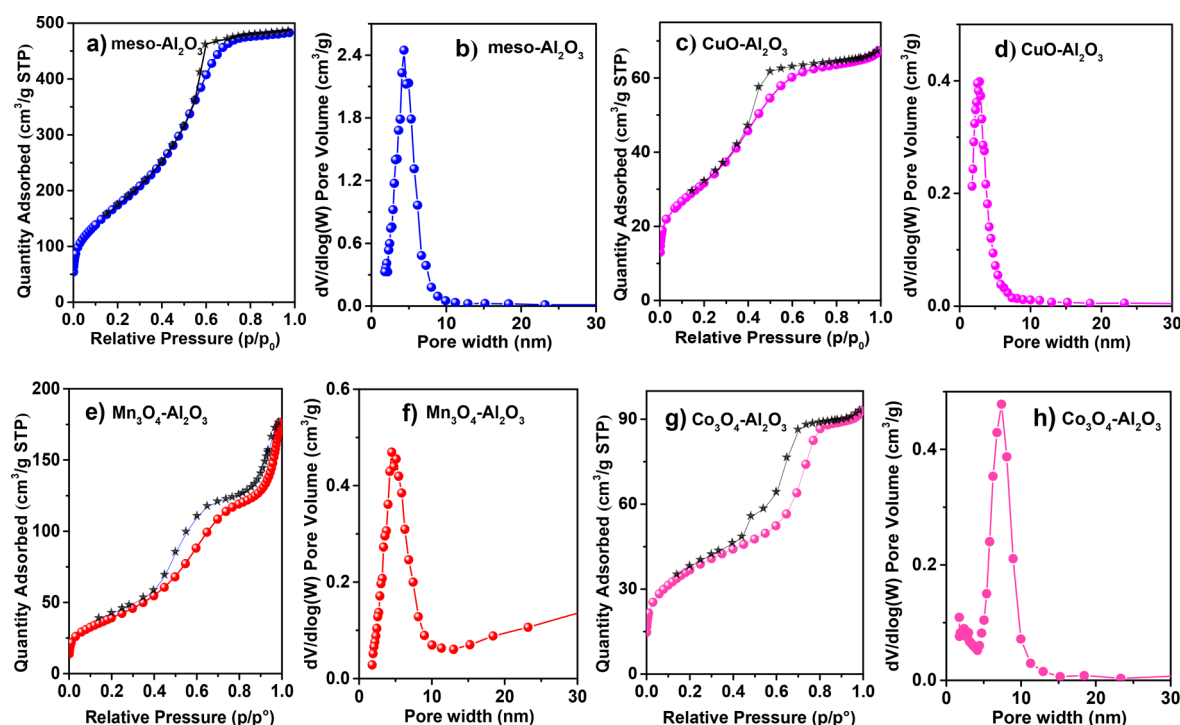 a) meso-Al₂O₃
Quantity Adsorbed (cm³/g STP)
500
400
300
200
100
0
0.0 0.2 0.4 0.6 0.8 1.0
Relative Pressure (p/p₀)
b) meso-Al₂O₃
dV/dlog(W) Pore Volume (cm³/g)
2.4
1.8
1.2
0.6
0.0
0 10 20 30
Pore width (nm)
c) CuO-Al₂O₃
Quantity Adsorbed (cm³/g STP)
60
40
20
0
0.0 0.2 0.4 0.6 0.8 1.0
Relative Pressure (p/p₀)
d) CuO-Al₂O₃
dV/dlog(W) Pore Volume (cm³/g)
0.4
0.2
0.0
0 10 20 30
Pore width (nm)
e) Mn₃O₄-Al₂O₃
Quantity Adsorbed (cm³/g STP)
200
150
100
50
0
0.0 0.2 0.4 0.6 0.8 1.0
Relative Pressure (p/p°)
f) Mn₃O₄-Al₂O₃
dV/dlog(W) Pore Volume (cm³/g)
0.6
0.4
0.2
0.0
0 10 20 30
Pore width (nm)
g) Co₃O₄-Al₂O₃
Quantity Adsorbed (cm³/g STP)
90
60
30
0
0.0 0.2 0.4 0.6 0.8 1.0
Relative Pressure (p/p°)
h) Co₃O₄-Al₂O₃
dV/dlog(W) Pore Volume (cm³/g)
0.4
0.2
0.0
0 10 20 30
Pore width (nm)